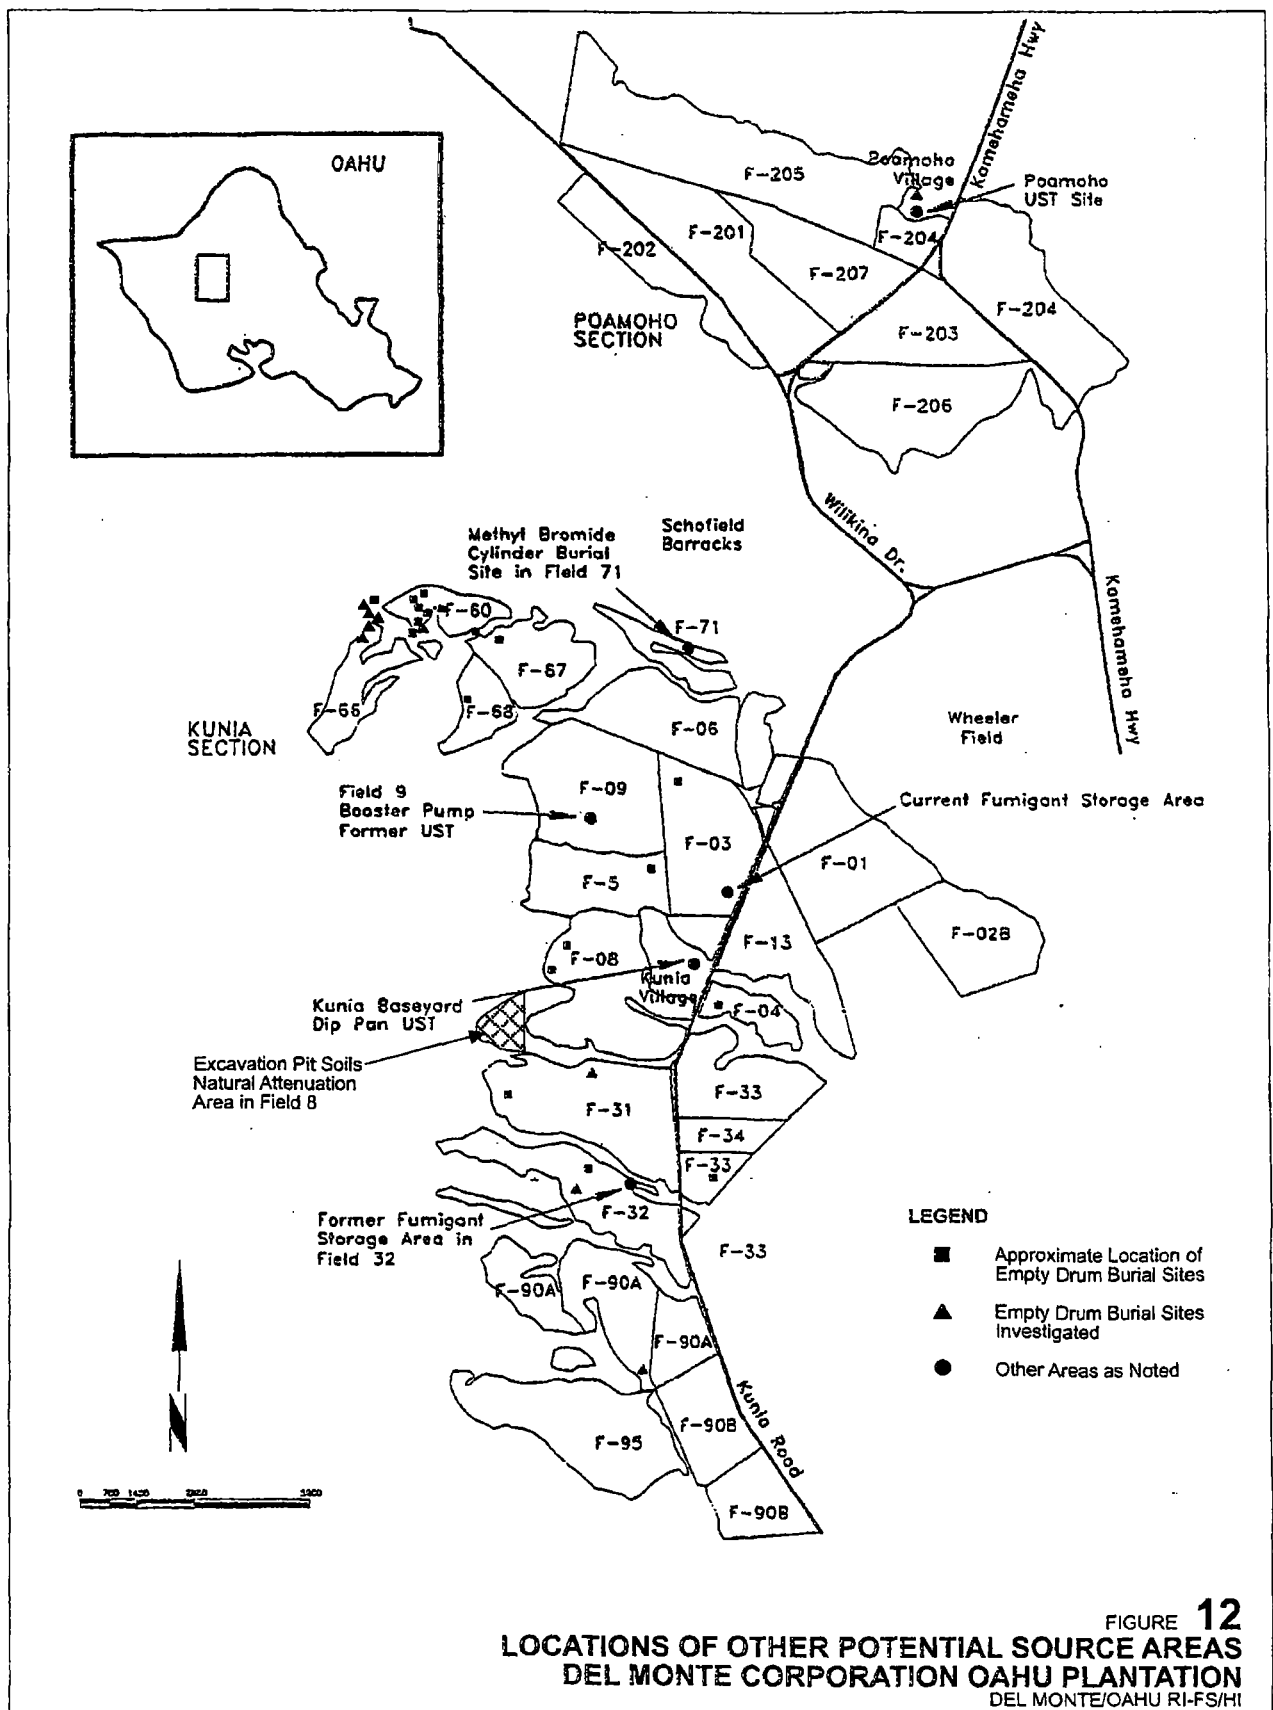 OAHU
Kamehameha Hwy
Poamoho
Village
Poamoho
UST Site
F-205
F-204
F-201
F-202
F-207
F-204
F-203
POAMOHO
SECTION
F-206
Wilikina Dr.
Schofield
Barracks
Methyl Bromide
Cylinder Burial
Site in Field 71
Kamehameha Hwy
F-60
F-71
F-67
F-66
F-68
KUNIA
SECTION
F-06
Wheeler
Field
Field 9
Booster Pump
Former UST
F-09
Current Fumigant Storage Area
F-03
F-01
F-5
F-02B
F-13
F-08
Kunia
Village
F-04
Kunia Baseyard
Dip Pan UST
Excavation Pit Soils
Natural Attenuation
Area in Field 8
F-33
F-31
F-34
F-33
F-32
Former Fumigant
Storage Area in
Field 32
F-33
F-90A
F-90A
F-90A
Kunia Road
F-90B
F-95
F-90B
LEGEND
Approximate Location of
Empty Drum Burial Sites
Empty Drum Burial Sites
Investigated
Other Areas as Noted
N
0 700 1400
FIGURE 12
LOCATIONS OF OTHER POTENTIAL SOURCE AREAS
DEL MONTE CORPORATION OAHU PLANTATION
DEL MONTE/OAHU RI-FS/HI